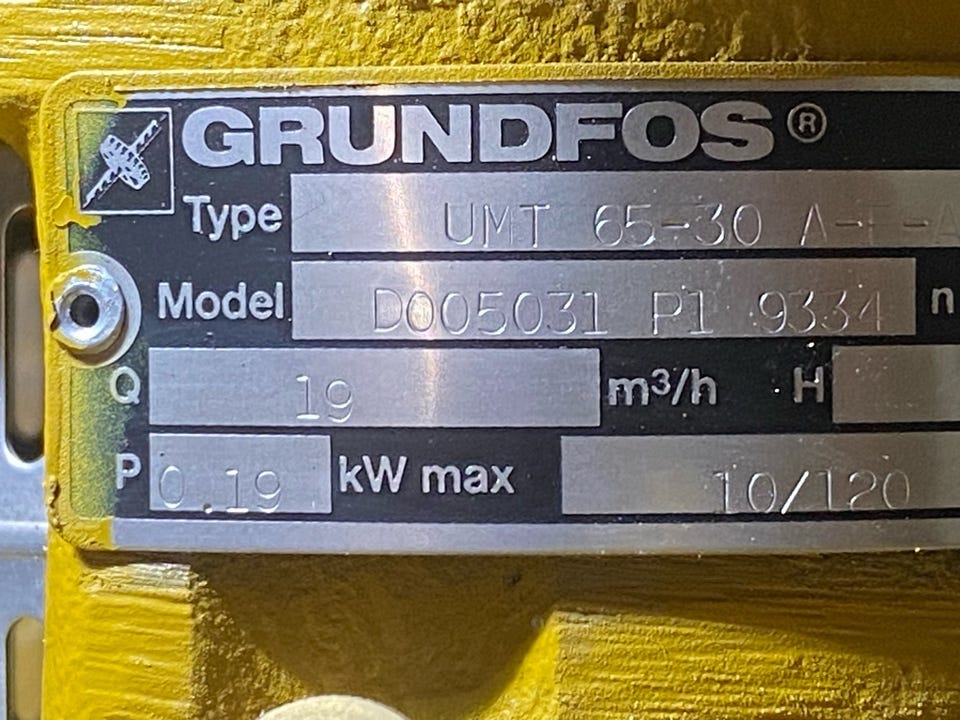 GRUNDFOS®
Type UMT 65-30 A-F-A
Model D005031 P1 9334 n
Q 19 m³/h H
P 0.19 kW max 10/120